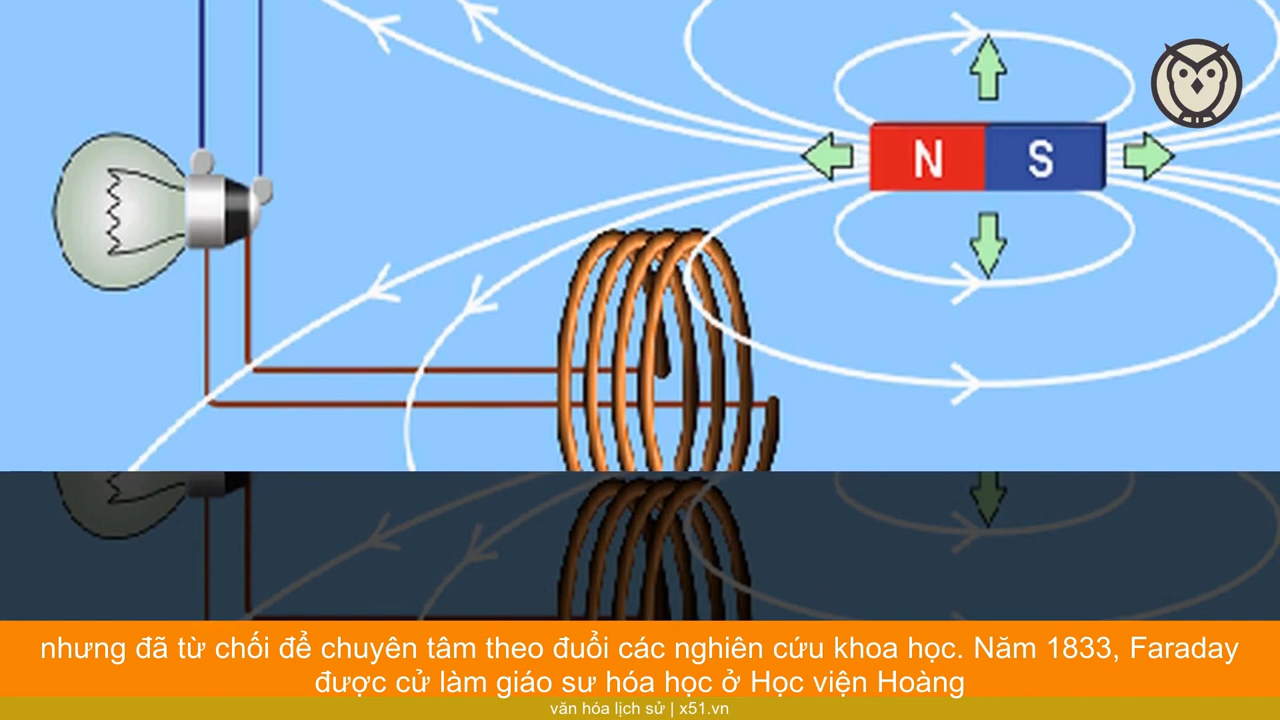 N S
nhưng đã từ chối để chuyên tâm theo đuổi các nghiên cứu khoa học. Năm 1833, Faraday
được cử làm giáo sư hóa học ở Học viện Hoàng
văn hóa lịch sử | x51.vn